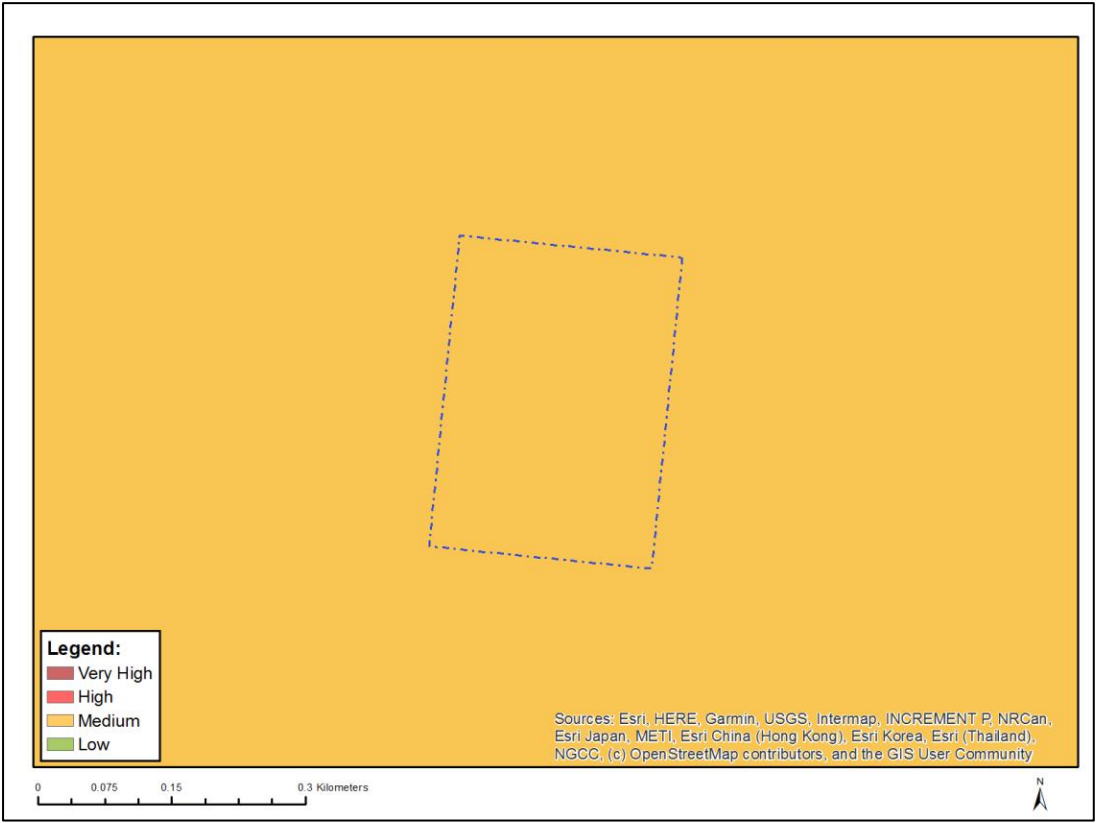 Legend:
Very High
High
Medium
Low
Sources: Esri, HERE, Garmin, USGS, Intermap, INCREMENT P, NRCan,
Esri Japan, METI, Esri China (Hong Kong), Esri Korea, Esri (Thailand),
NGCC, (c) OpenStreetMap contributors, and the GIS User Community
0 0.075 0.15 0.3 Kilometers
N